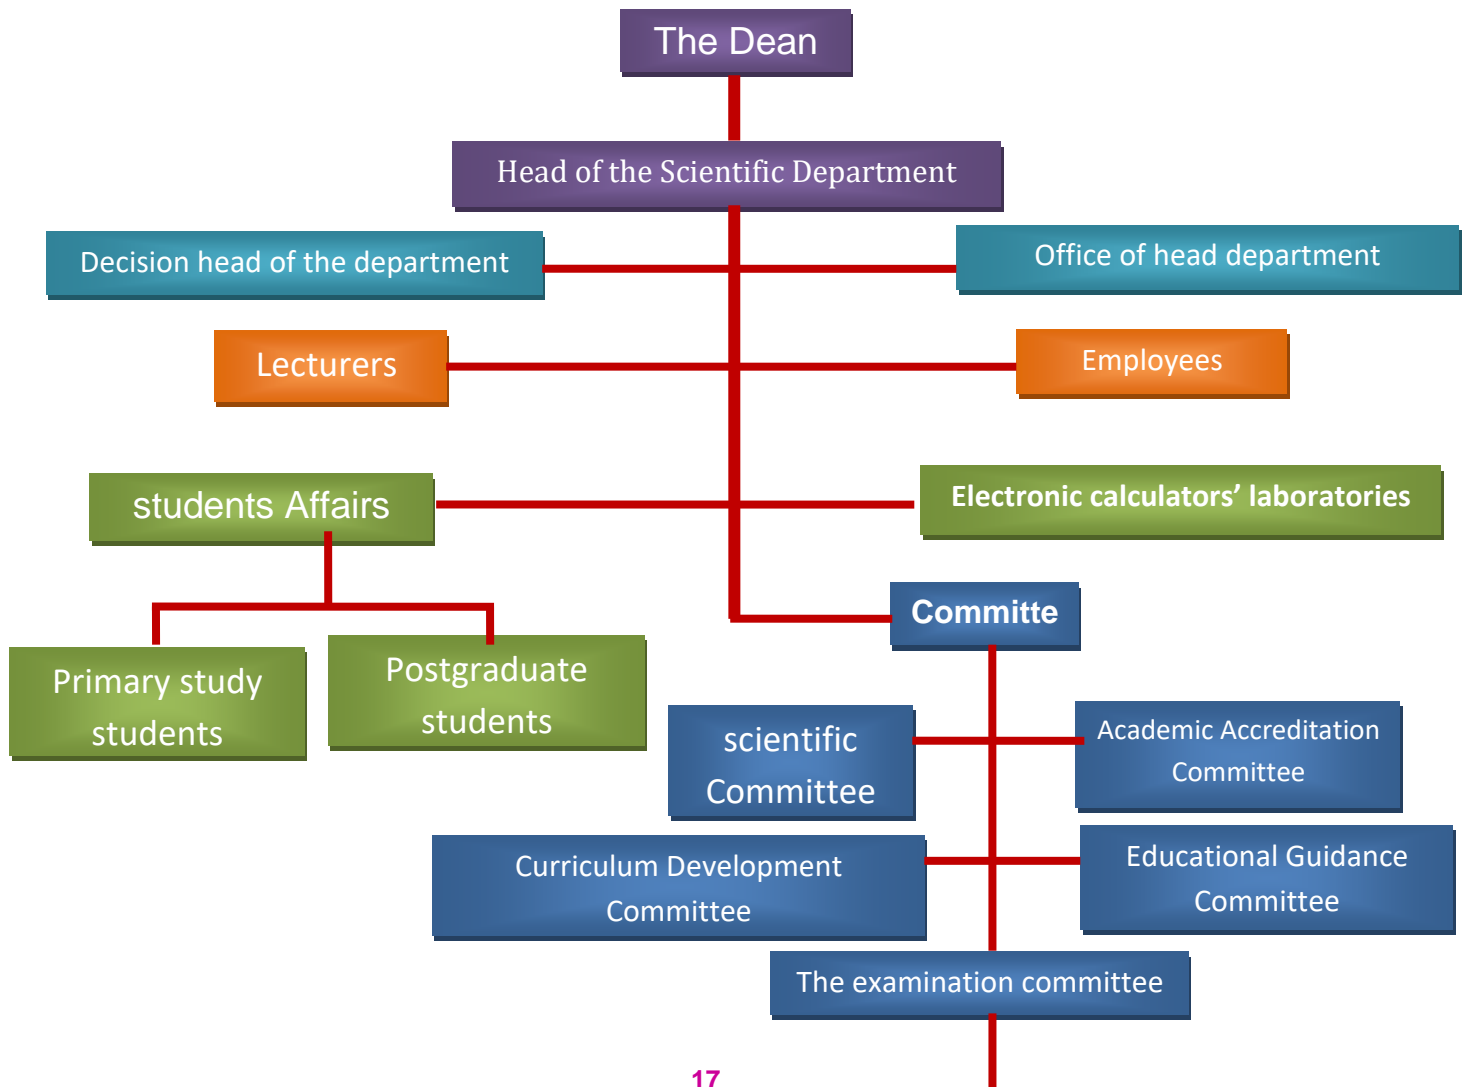 The Dean
Head of the Scientific Department
Decision head of the department
Office of head department
Lecturers
Employees
students Affairs
Electronic calculators’ laboratories
Committe
Primary study
students
Postgraduate
students
scientific
Committee
Academic Accreditation
Committee
Curriculum Development
Committee
Educational Guidance
Committee
The examination committee
17